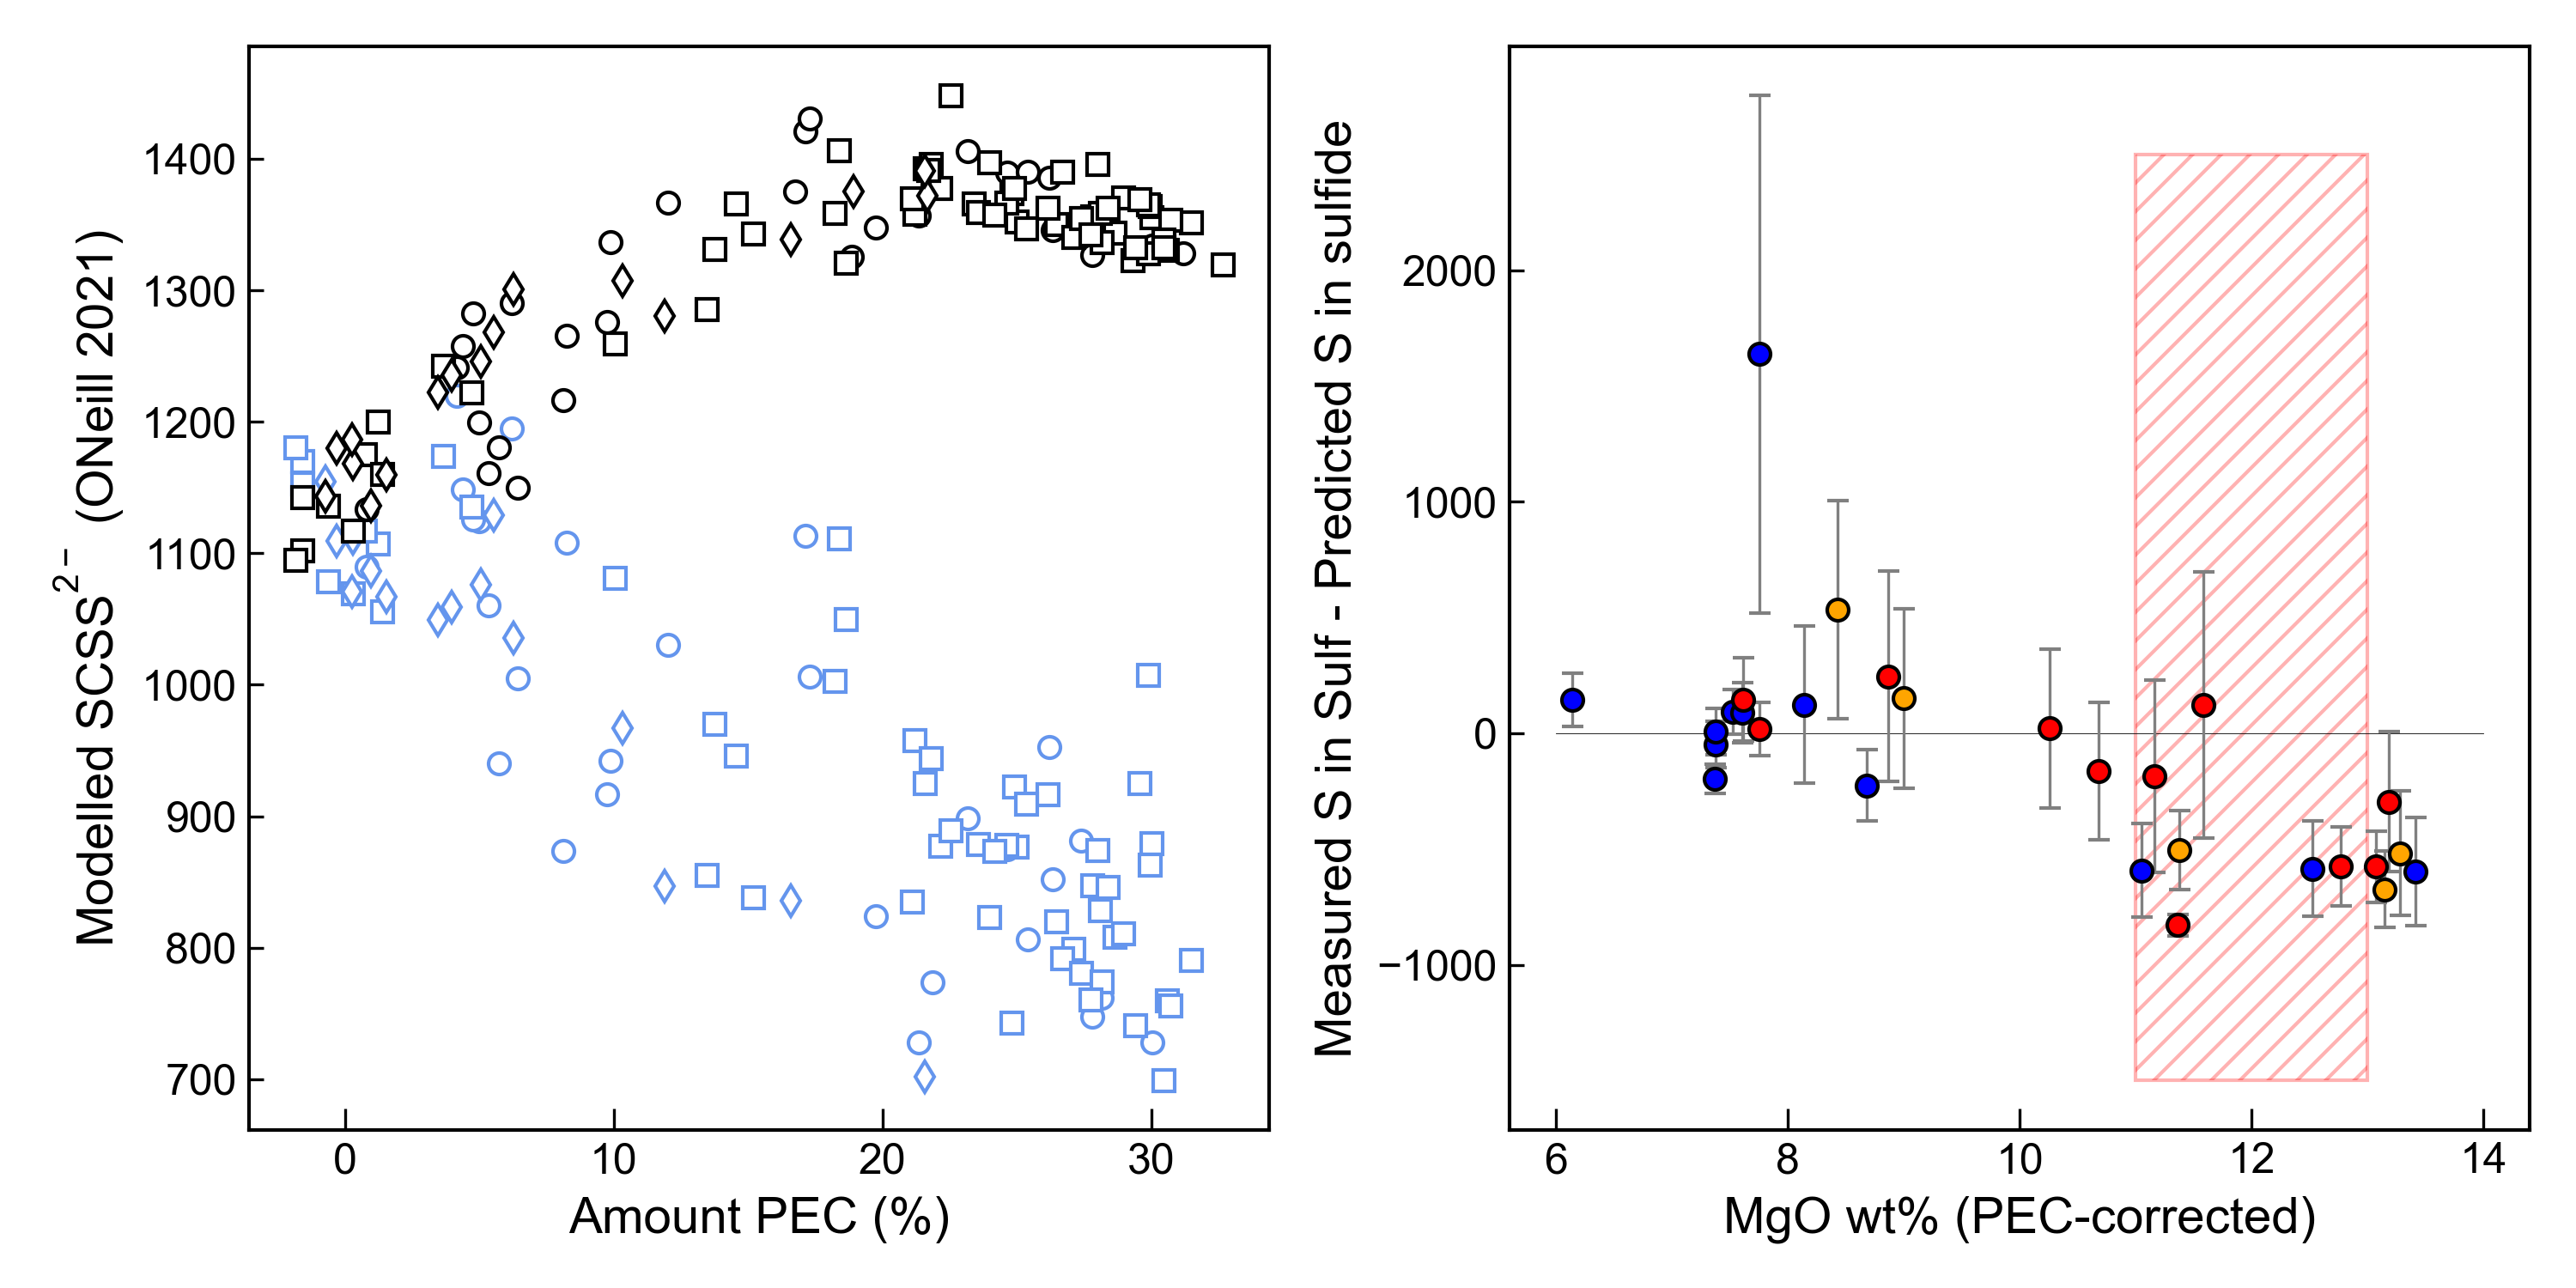 Modelled SCSS²⁻ (ONeill 2021)
1400
1300
1200
1100
1000
900
800
700
0 10 20 30
Amount PEC (%)
Measured S in Sulf - Predicted S in sulfide
2000
1000
0
−1000
6 8 10 12 14
MgO wt% (PEC-corrected)